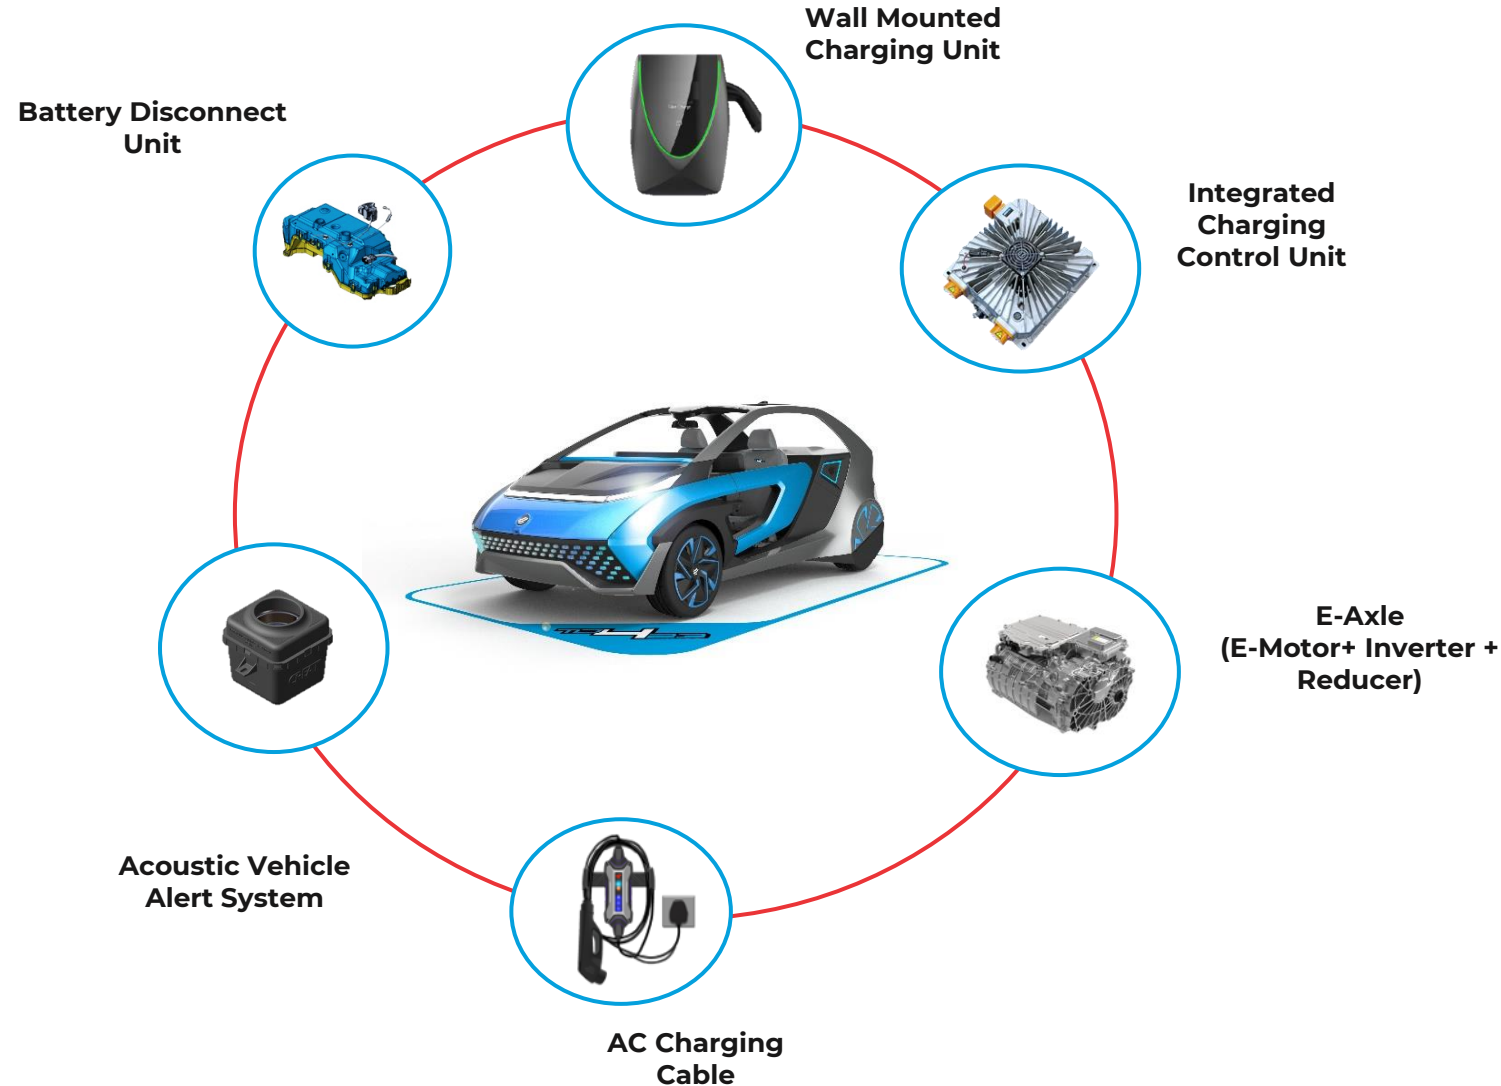 Wall Mounted
Charging Unit
Battery Disconnect
Unit
Integrated
Charging
Control Unit
E-Axle
(E-Motor+ Inverter +
Reducer)
Acoustic Vehicle
Alert System
AC Charging
Cable